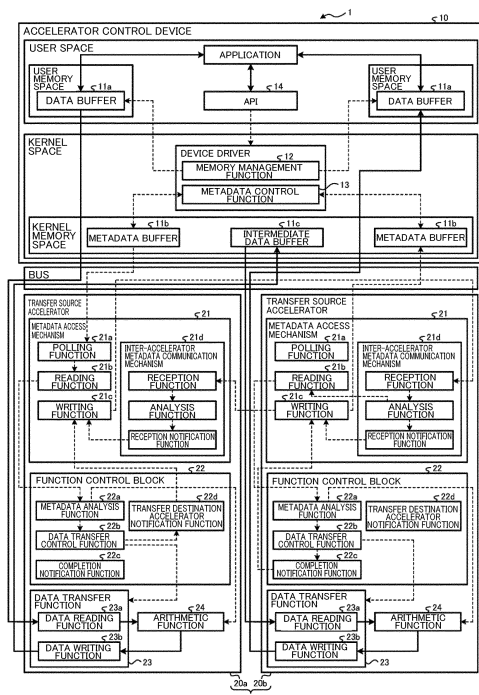 1
10
ACCELERATOR CONTROL DEVICE
USER SPACE
APPLICATION
USER
MEMORY
SPACE
11a
DATA BUFFER
14
API
USER
MEMORY
SPACE
11a
DATA BUFFER
KERNEL
SPACE
DEVICE DRIVER
12
MEMORY MANAGEMENT
FUNCTION
13
METADATA CONTROL
FUNCTION
KERNEL
MEMORY
SPACE
11b
METADATA BUFFER
11c
INTERMEDIATE
DATA BUFFER
11b
METADATA BUFFER
BUS
TRANSFER SOURCE
ACCELERATOR
21
METADATA ACCESS
MECHANISM
21a
POLLING
FUNCTION
21b
READING
FUNCTION
21c
WRITING
FUNCTION
21d
INTER-ACCELERATOR
METADATA COMMUNICATION
MECHANISM
RECEPTION
FUNCTION
ANALYSIS
FUNCTION
RECEPTION NOTIFICATION
FUNCTION
22
FUNCTION CONTROL BLOCK
22a
METADATA ANALYSIS
FUNCTION
22b
DATA TRANSFER
CONTROL FUNCTION
22c
COMPLETION
NOTIFICATION FUNCTION
22d
TRANSFER DESTINATION
ACCELERATOR
NOTIFICATION FUNCTION
DATA TRANSFER
FUNCTION
23a
DATA READING
FUNCTION
23b
DATA WRITING
FUNCTION
23
24
ARITHMETIC
FUNCTION
TRANSFER SOURCE
ACCELERATOR
21
METADATA ACCESS
MECHANISM
21a
POLLING
FUNCTION
21b
READING
FUNCTION
21c
WRITING
FUNCTION
21d
INTER-ACCELERATOR
METADATA COMMUNICATION
MECHANISM
RECEPTION
FUNCTION
ANALYSIS
FUNCTION
RECEPTION NOTIFICATION
FUNCTION
22
FUNCTION CONTROL BLOCK
22a
METADATA ANALYSIS
FUNCTION
22b
DATA TRANSFER
CONTROL FUNCTION
22c
COMPLETION
NOTIFICATION FUNCTION
22d
TRANSFER DESTINATION
ACCELERATOR
NOTIFICATION FUNCTION
DATA TRANSFER
FUNCTION
23a
DATA READING
FUNCTION
23b
DATA WRITING
FUNCTION
23
24
ARITHMETIC
FUNCTION
20a
20b
20